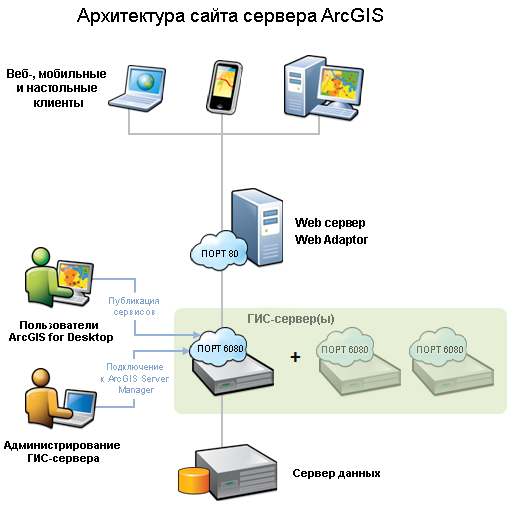 Архитектура сайта сервера ArcGIS
Веб-, мобильные
и настольные
клиенты
Web сервер
Web Adaptor
ПОРТ 80
Публикация
сервисов
Пользователи
ArcGIS for Desktop
ГИС-сервер(ы)
ПОРТ 6080
+
ПОРТ 6080
ПОРТ 6080
Подключение
к ArcGIS Server
Manager
Администрирование
ГИС-сервера
Сервер данных